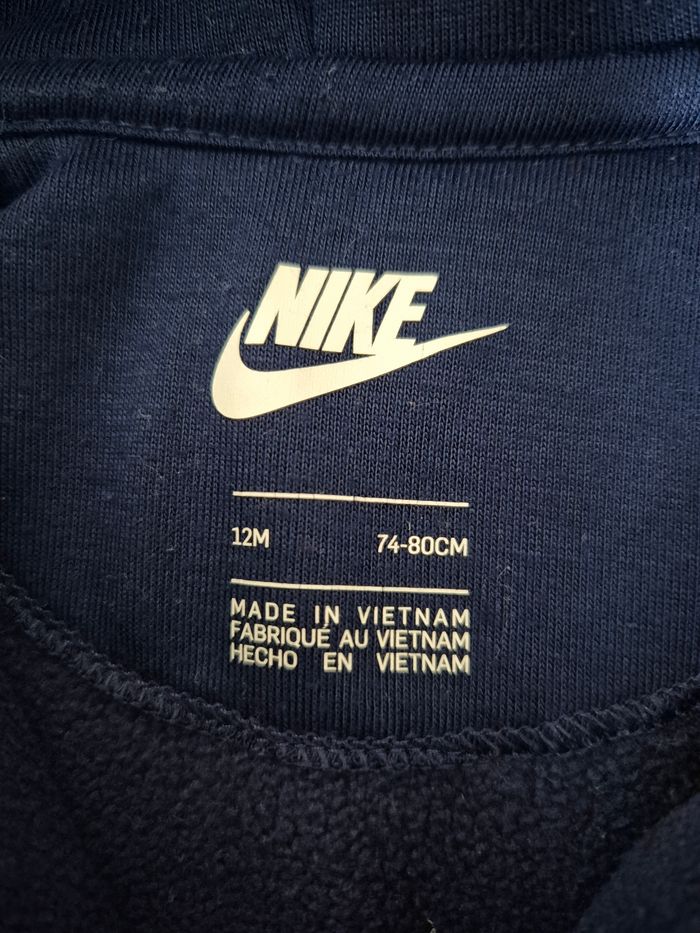 NIKE
12M 74-80CM
MADE IN VIETNAM
FABRIQUÉ AU VIETNAM
HECHO EN VIETNAM